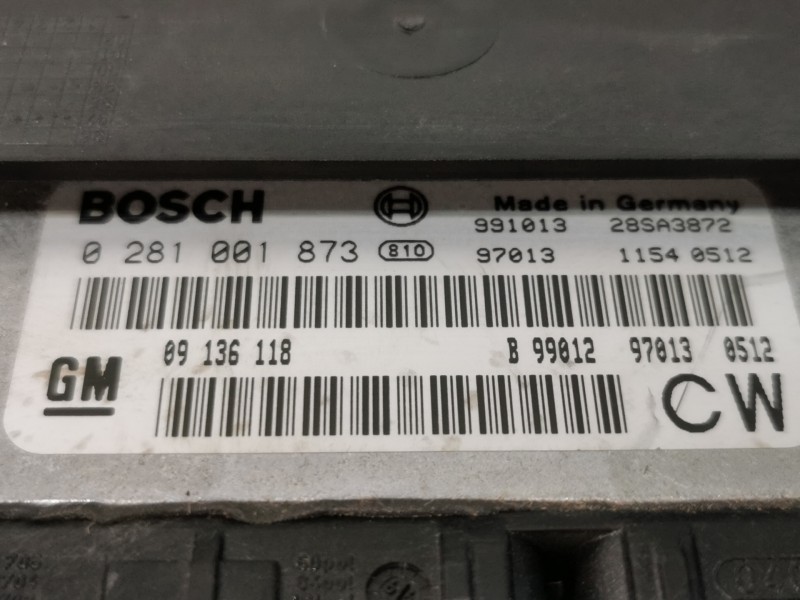 BOSCH Made in Germany
991013 28SA3872
0 281 001 873 810 97013 1154 0512
09 136 118 B 99012 97013 0512
GM CW